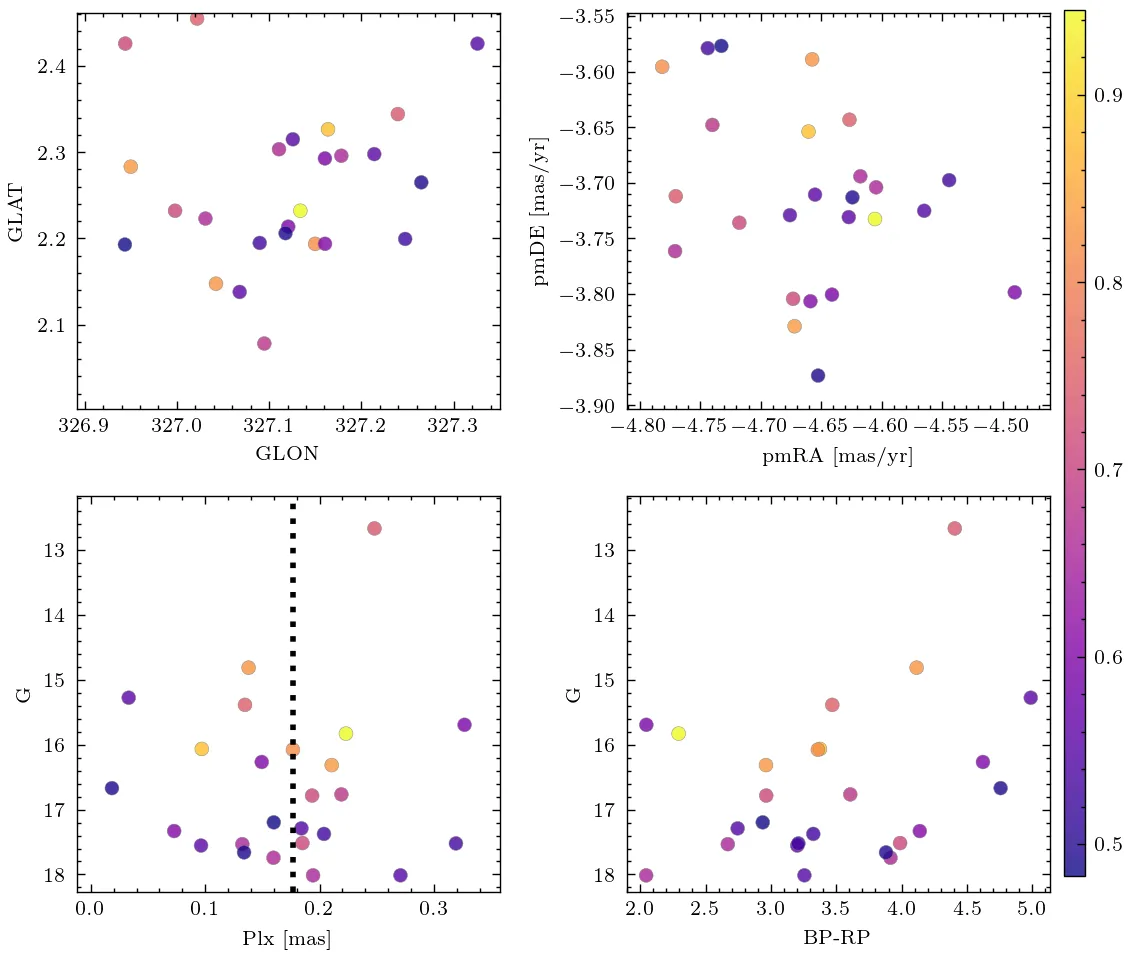 2.4
2.3
2.2
2.1
GLAT
326.9 327.0 327.1 327.2 327.3
GLON
−3.55
−3.60
−3.65
−3.70
−3.75
−3.80
−3.85
−3.90
pmDE [mas/yr]
−4.80 −4.75 −4.70 −4.65 −4.60 −4.55 −4.50
pmRA [mas/yr]
13
14
15
16
17
18
G
0.0 0.1 0.2 0.3
Plx [mas]
13
14
15
16
17
18
G
2.0 2.5 3.0 3.5 4.0 4.5 5.0
BP-RP
0.9
0.8
0.7
0.6
0.5